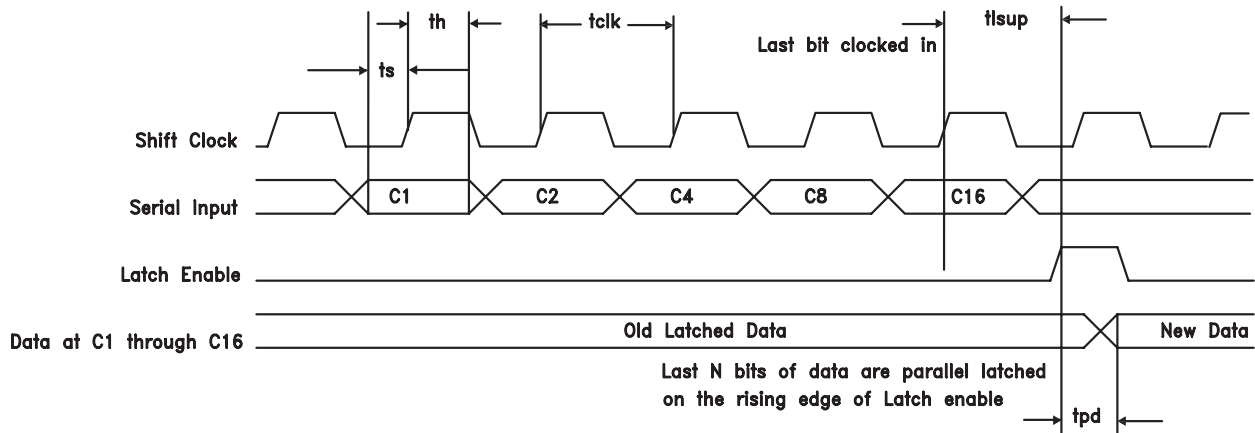 th
tclk
tlsup
Last bit clocked in
ts
Shift Clock
Serial Input
C1
C2
C4
C8
C16
Latch Enable
Data at C1 through C16
Old Latched Data
New Data
Last N bits of data are parallel latched
on the rising edge of Latch enable
tpd